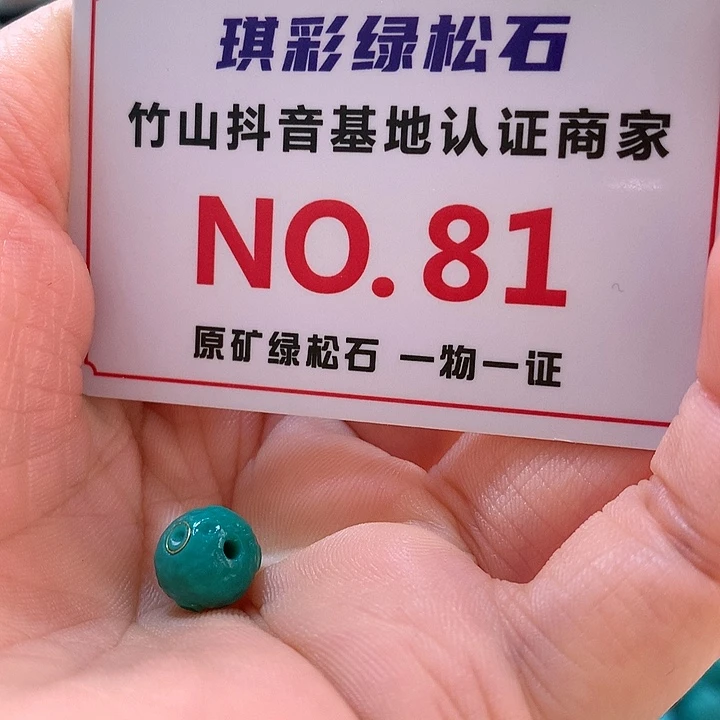 琪彩绿松石
竹山抖音基地认证商家
NO.81
原矿绿松石 一物一证